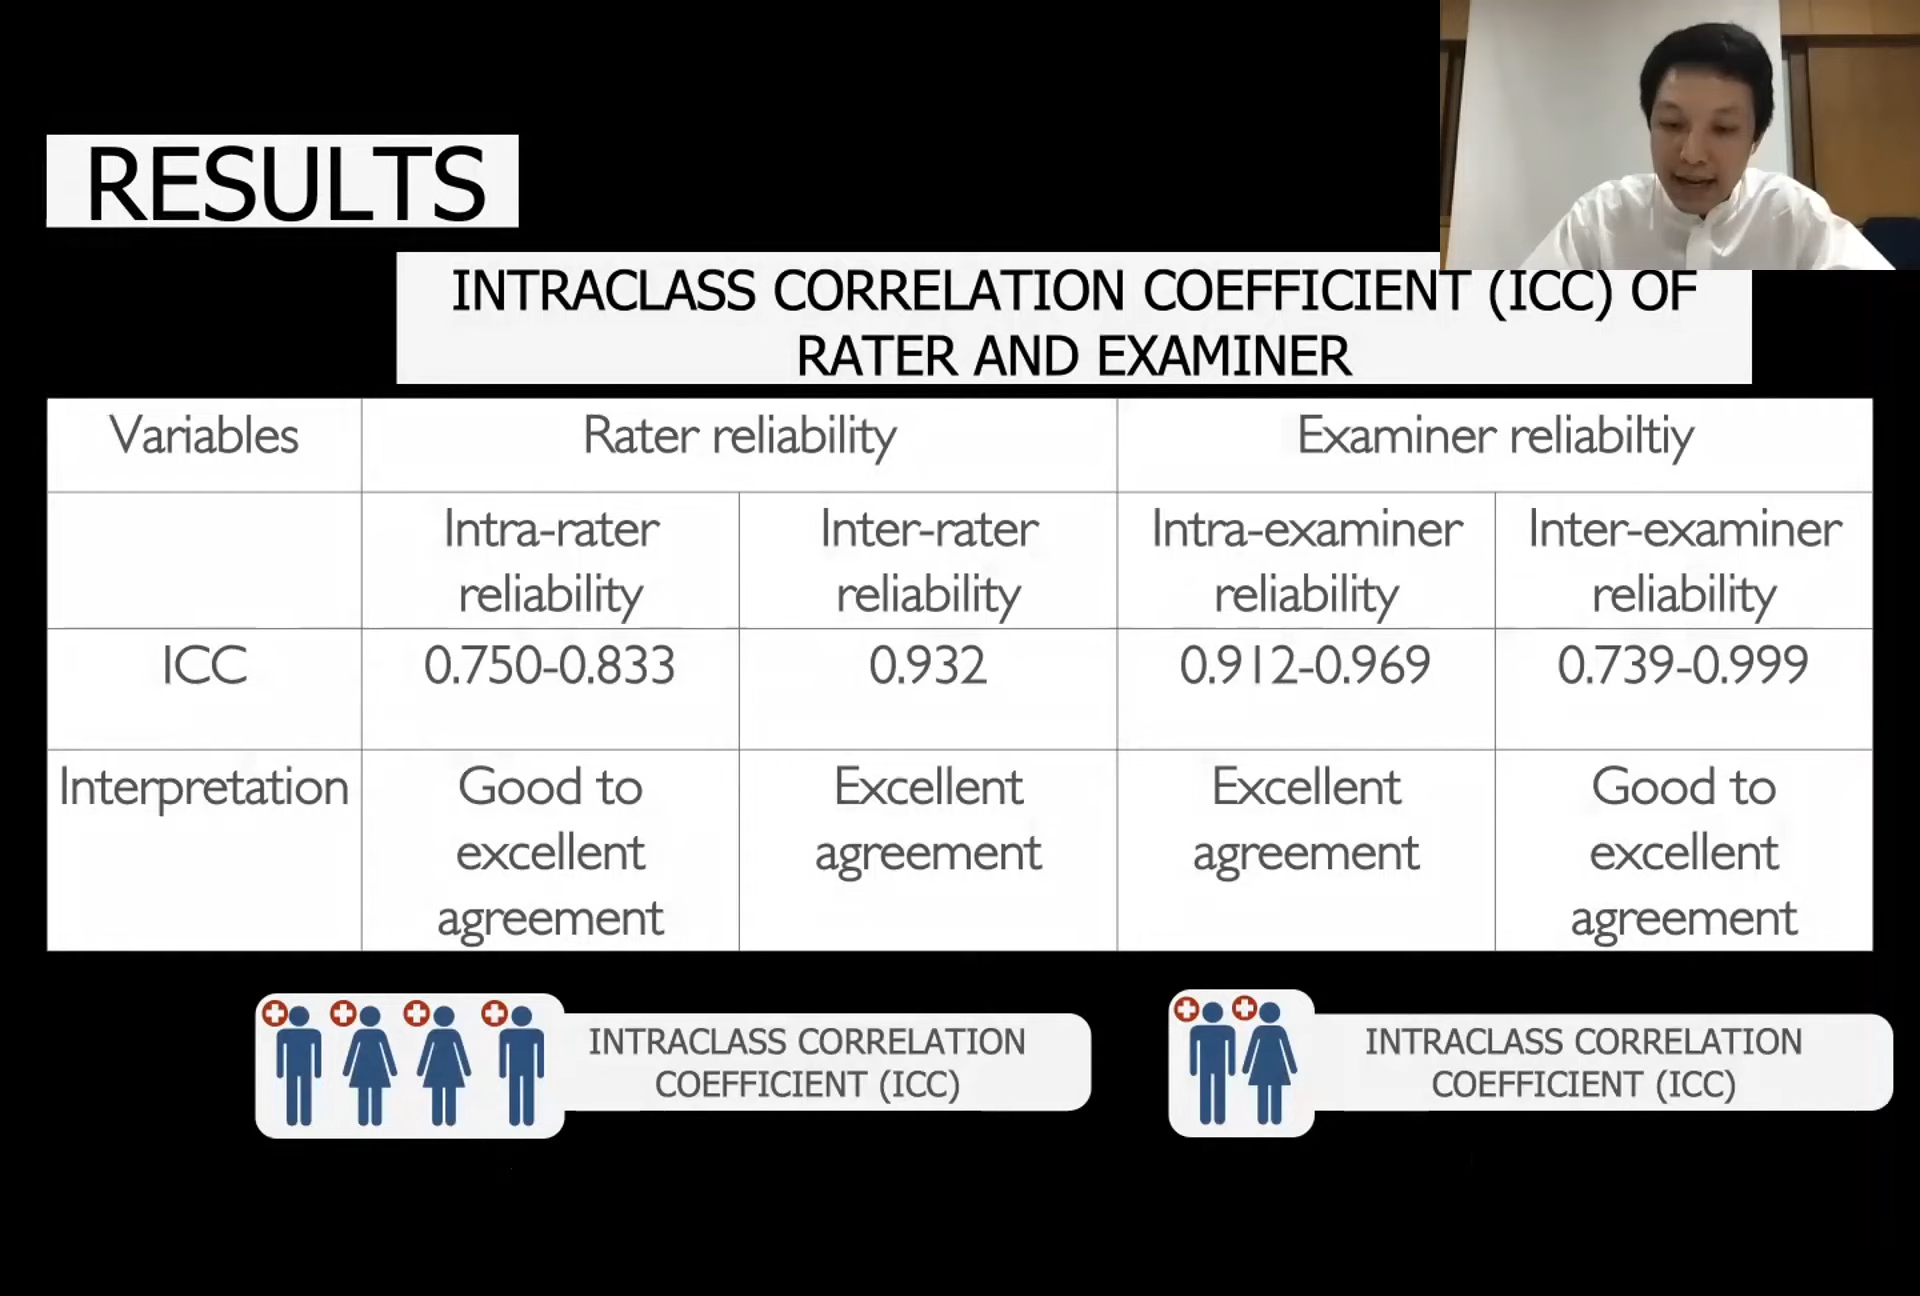 RESULTS
INTRACLASS CORRELATION COEFFICIENT (ICC) OF
RATER AND EXAMINER
Variables
Rater reliability
Examiner reliabiltiy
Intra-rater
reliability
Inter-rater
reliability
Intra-examiner
reliability
Inter-examiner
reliability
ICC
0.750-0.833
0.932
0.912-0.969
0.739-0.999
Interpretation
Good to
excellent
agreement
Excellent
agreement
Excellent
agreement
Good to
excellent
agreement
INTRACLASS CORRELATION
COEFFICIENT (ICC)
INTRACLASS CORRELATION
COEFFICIENT (ICC)